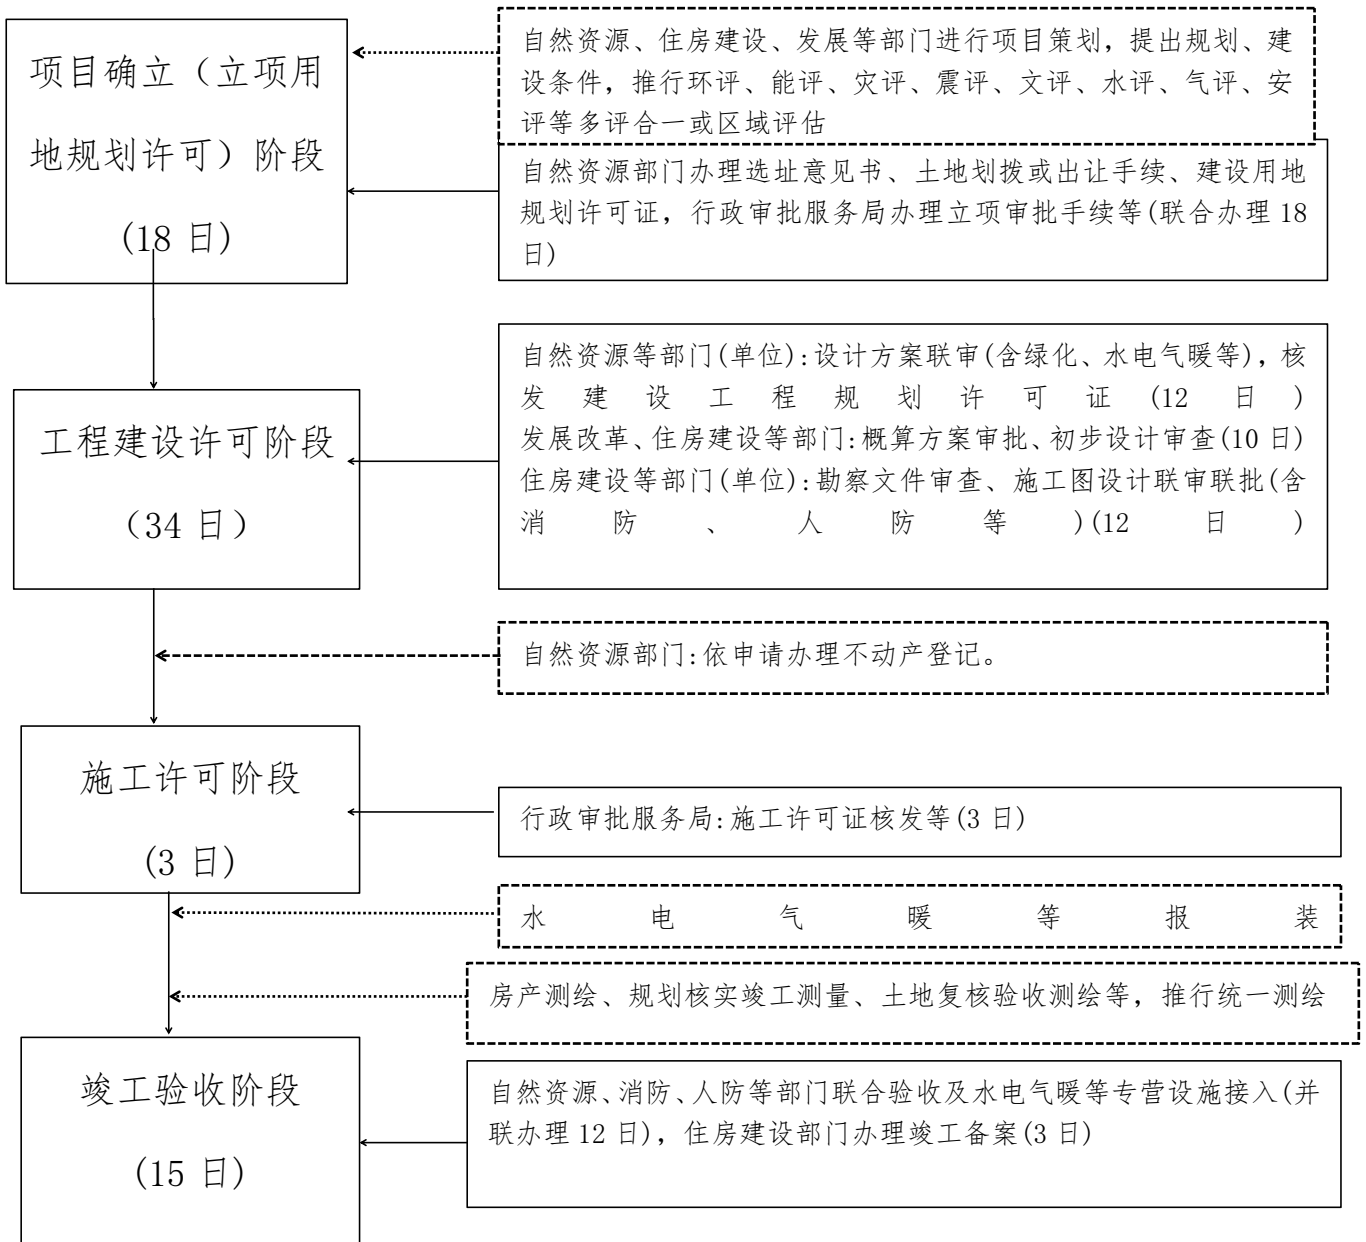 项目确立（立项用
地规划许可）阶段
(18 日)
自然资源、住房建设、发展等部门进行项目策划，提出规划、建
设条件，推行环评、能评、灾评、震评、文评、水评、气评、安
评等多评合一或区域评估
自然资源部门办理选址意见书、土地划拨或出让手续、建设用地
规划许可证，行政审批服务局办理立项审批手续等(联合办理 18
日)
工程建设许可阶段
（34 日）
自然资源等部门(单位):设计方案联审(含绿化、水电气暖等),核
发建设工程规划许可证(12 日)
发展改革、住房建设等部门:概算方案审批、初步设计审查(10 日)
住房建设等部门(单位):勘察文件审查、施工图设计联审联批(含
消防、人防等)(12 日)
自然资源部门:依申请办理不动产登记。
施工许可阶段
(3 日)
行政审批服务局:施工许可证核发等(3 日)
水电气暖等报装
房产测绘、规划核实竣工测量、土地复核验收测绘等，推行统一测绘
竣工验收阶段
(15 日)
自然资源、消防、人防等部门联合验收及水电气暖等专营设施接入(并
联办理 12 日)，住房建设部门办理竣工备案(3 日)